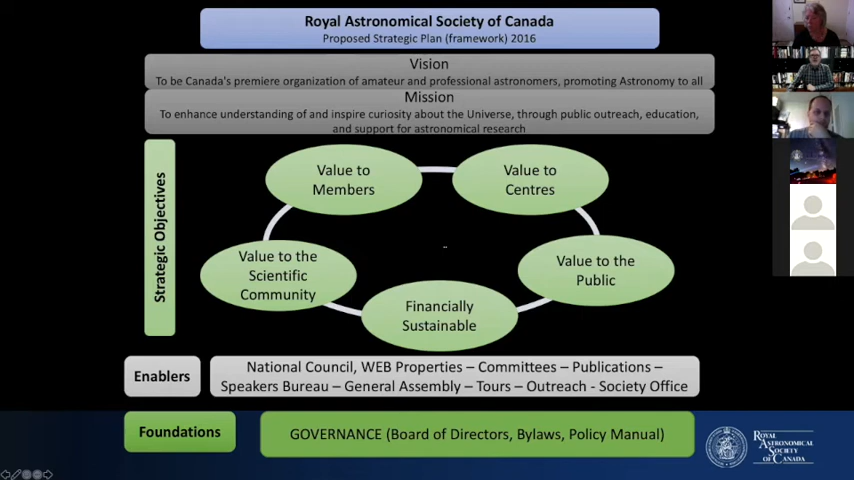 Royal Astronomical Society of Canada
Proposed Strategic Plan (framework) 2016
Vision
To be Canada's premiere organization of amateur and professional astronomers, promoting Astronomy to all
Mission
To enhance understanding of and inspire curiosity about the Universe, through public outreach, education,
and support for astronomical research
Strategic Objectives
Value to
Members
Value to
Centres
Value to the
Scientific
Community
Value to the
Public
Financially
Sustainable
Enablers
National Council, WEB Properties – Committees – Publications –
Speakers Bureau – General Assembly – Tours – Outreach - Society Office
Foundations
GOVERNANCE (Board of Directors, Bylaws, Policy Manual)
ROYAL
ASTRONOMICAL
SOCIETY
OF CANADA